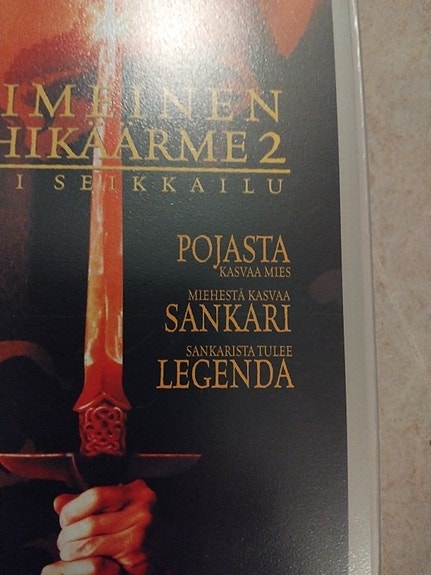 IMEINEN
HIKÄÄRME 2
I SEIKKAILU
POJASTA
KASVAA MIES
MIEHESTÄ KASVAA
SANKARI
SANKARISTA TULEE
LEGENDA